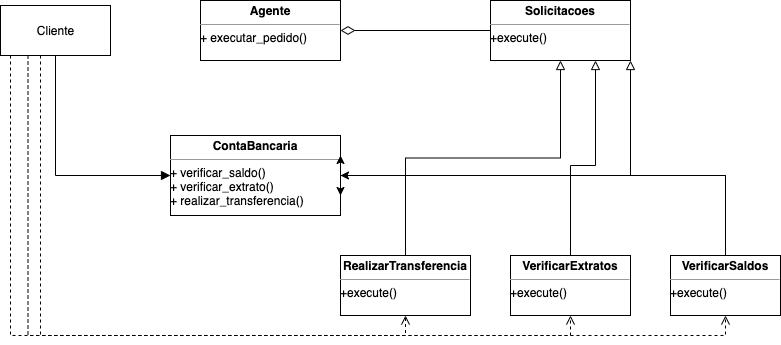 Cliente
Agente
+ executar_pedido()
Solicitacoes
+execute()
ContaBancaria
+ verificar_saldo()
+ verificar_extrato()
+ realizar_transferencia()
RealizarTransferencia
+execute()
VerificarExtratos
+execute()
VerificarSaldos
+execute()